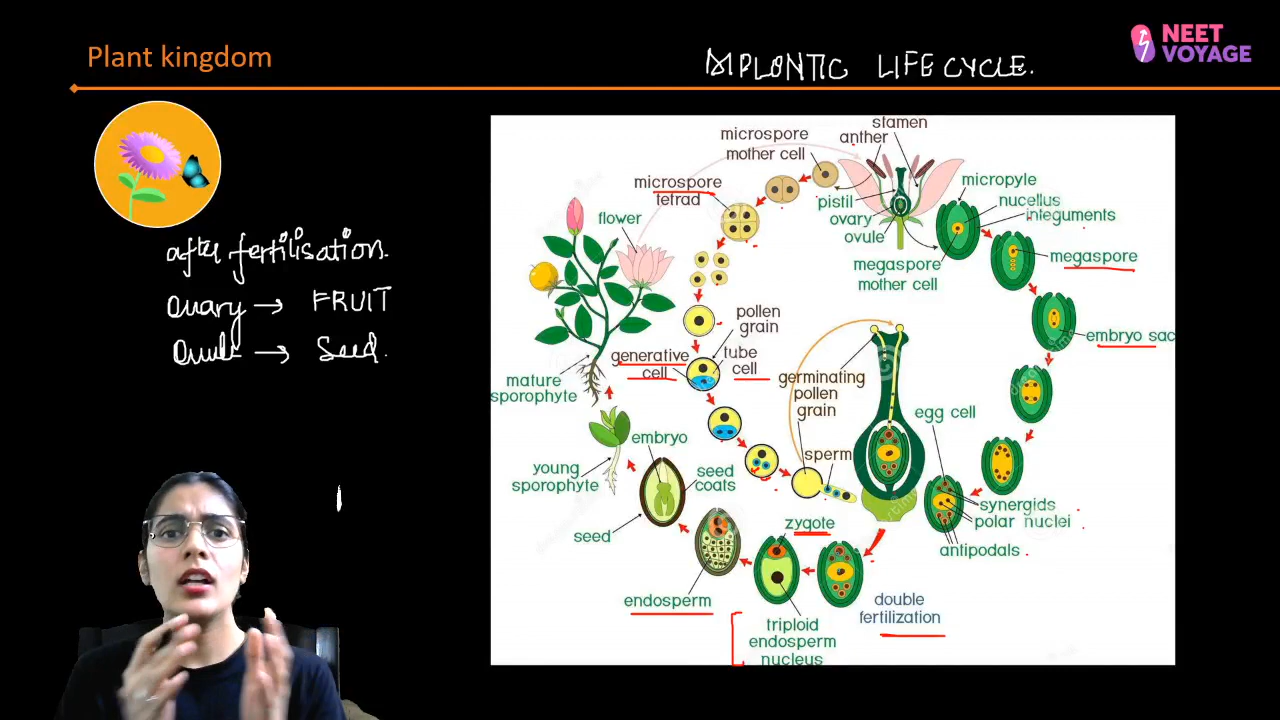 Plant kingdom
DIPLONTIC LIFE CYCLE.
NEET
VOYAGE
after fertilisation.
Ovary → FRUIT
Ovule → Seed.
stamen
anther
microspore
mother cell
microspore
tetrad
flower
pistil
ovary
ovule
micropyle
nucellus
integuments
megaspore
mother cell
megaspore
embryo sac
pollen
grain
generative
cell
tube
cell
germinating
pollen
grain
egg cell
sperm
mature
sporophyte
embryo
young
sporophyte
seed
coats
seed
synergids
polar nuclei
antipodals
zygote
endosperm
triploid
endosperm
nucleus
double
fertilization